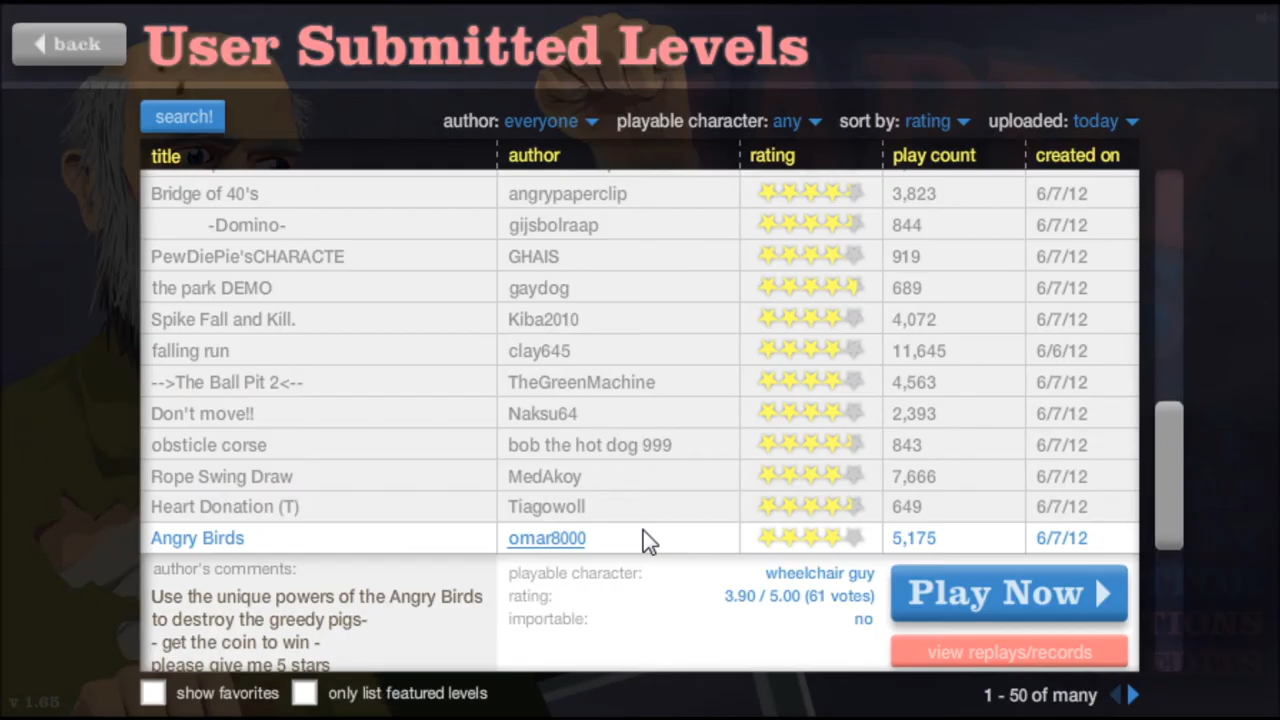 back
User Submitted Levels
search!
author: everyone playable character: any sort by: rating uploaded: today
title author rating play count created on
Bridge of 40's angrypaperclip 3,823 6/7/12
-Domino- gijsbolraap 844 6/7/12
PewDiePie'sCHARACTE GHAIS 919 6/7/12
the park DEMO gaydog 689 6/7/12
Spike Fall and Kill. Kiba2010 4,072 6/7/12
falling run clay645 11,645 6/6/12
-->The Ball Pit 2<-- TheGreenMachine 4,563 6/7/12
Don't move!! Naksu64 2,393 6/7/12
obsticle corse bob the hot dog 999 843 6/7/12
Rope Swing Draw MedAkoy 7,666 6/7/12
Heart Donation (T) Tiagowoll 649 6/7/12
Angry Birds omar8000 5,175 6/7/12
author's comments:
Use the unique powers of the Angry Birds
to destroy the greedy pigs-
- get the coin to win -
please give me 5 stars
playable character: wheelchair guy
rating: 3.90 / 5.00 (61 votes)
importable: no
Play Now
view replays/records
show favorites only list featured levels
1 - 50 of many
v 1.65